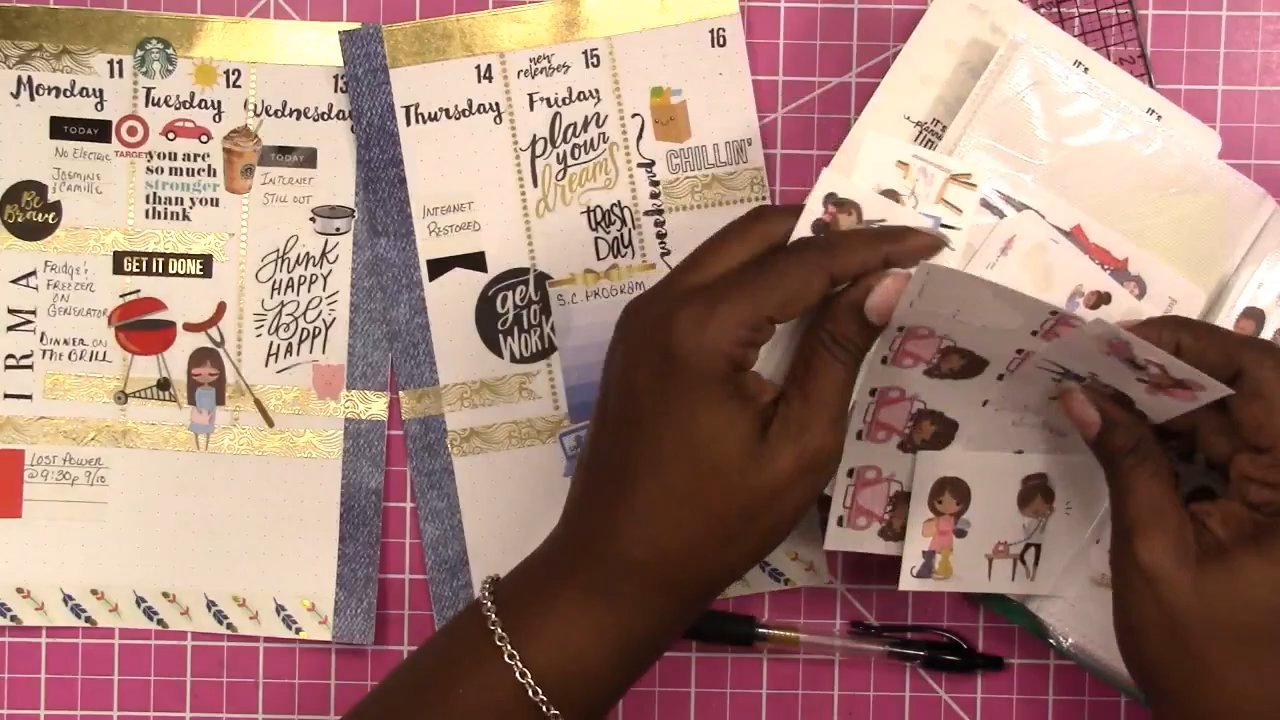 11
Monday
TODAY
No Electric
Jasmine
& Camille
Be
Brave
IRMA
Fridge &
Freezer
on
Generator
Dinner on
the Grill
Lost Power
@ 9:30p 9/10
12
Tuesday
TARGET
you are
so much
stronger
than you
think
GET IT DONE
13
Wednesday
TODAY
Internet
Still out
think
HAPPY
BE
HAPPY
14
Thursday
Internet
Restored
get
TO
WORK
new
releases
15
Friday
plan
your
dreams
trash
DAY
S.C. Program
16
CHILLIN'
weekend
IT'S
IT'S